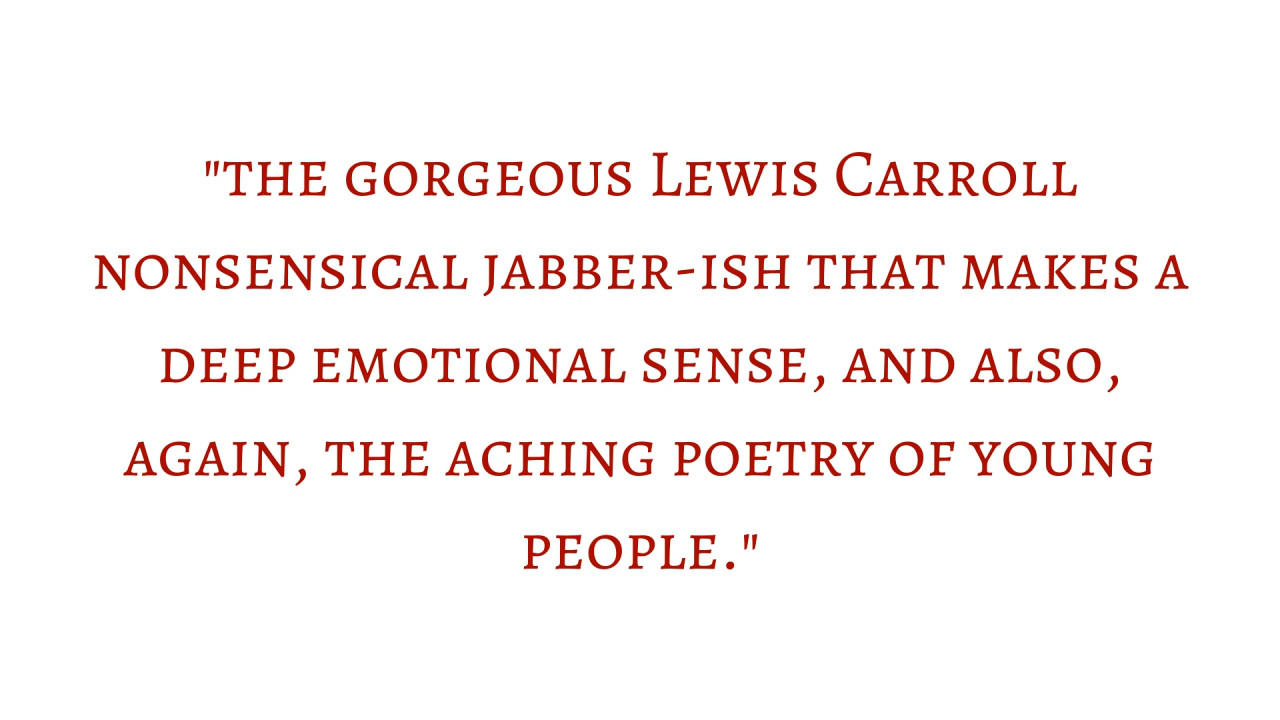 "the gorgeous Lewis Carroll
nonsensical jabber-ish that makes a
deep emotional sense, and also,
again, the aching poetry of young
people."